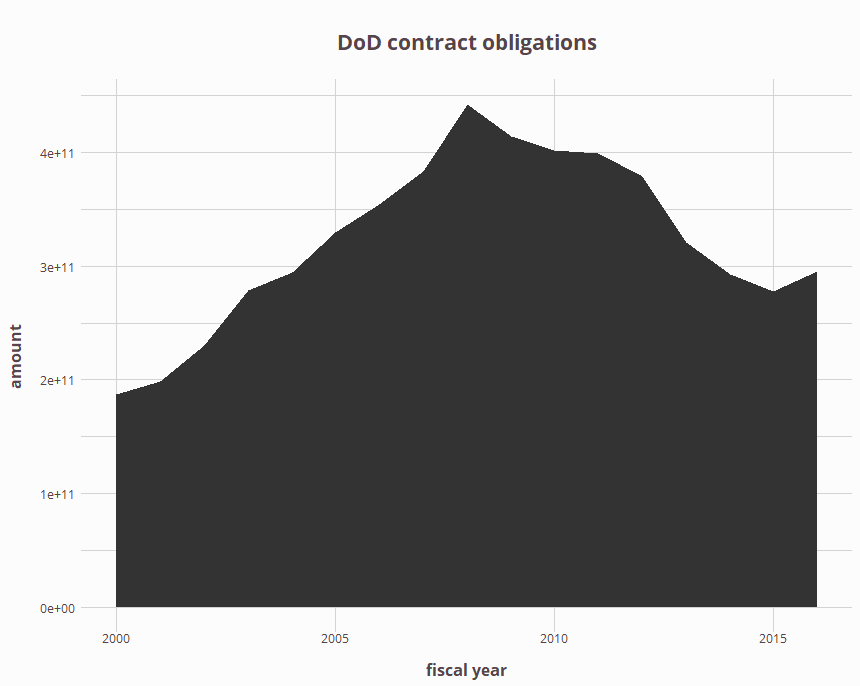 DoD contract obligations
amount
4e+11
3e+11
2e+11
1e+11
0e+00
2000 2005 2010 2015
fiscal year